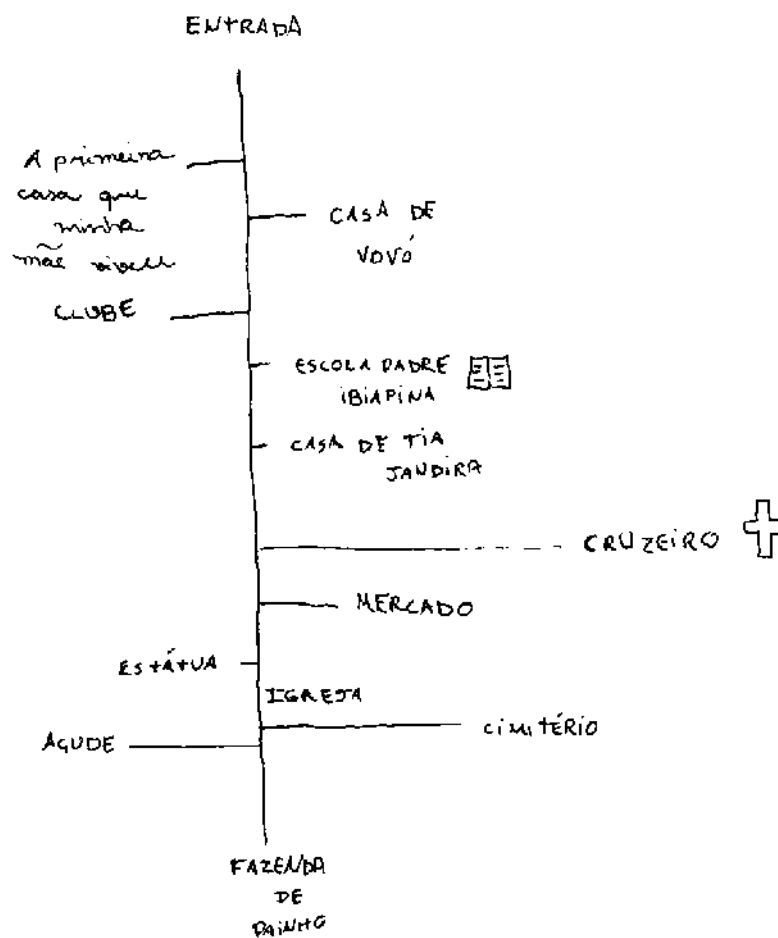 ENTRADA
A primeira
casa que
minha
mãe viveu
CASA DE
VOVÓ
CLUBE
ESCOLA PADRE
IBIAPINA
CASA DE TIA
JANDIRA
CRUZEIRO
MERCADO
ESTÁTUA
IGREJA
CIMITÉRIO
AÇUDE
FAZENDA
DE
PAINHO